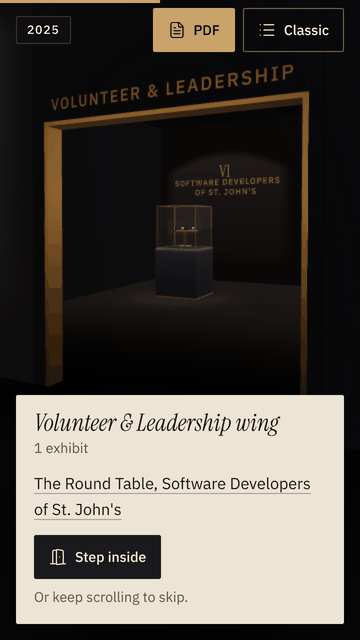 2025
PDF
Classic
VOLUNTEER & LEADERSHIP
VI
SOFTWARE DEVELOPERS
OF ST. JOHN'S
Volunteer & Leadership wing
1 exhibit
The Round Table, Software Developers
of St. John's
Step inside
Or keep scrolling to skip.